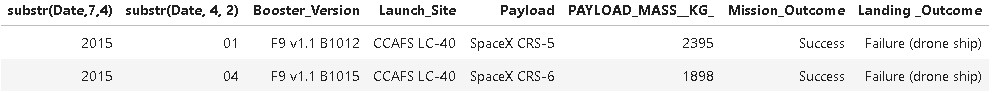 substr(Date,7,4) substr(Date, 4, 2) Booster_Version Launch_Site Payload PAYLOAD_MASS__KG_ Mission_Outcome Landing _Outcome
2015 01 F9 v1.1 B1012 CCAFS LC-40 SpaceX CRS-5 2395 Success Failure (drone ship)
2015 04 F9 v1.1 B1015 CCAFS LC-40 SpaceX CRS-6 1898 Success Failure (drone ship)